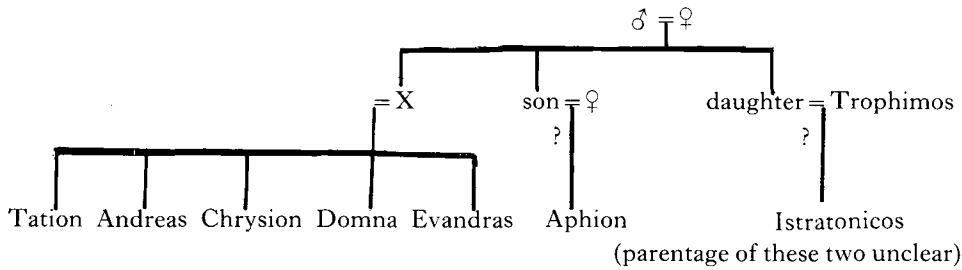 ♂ = ♀
= X son = ♀ daughter = Trophimos
? ?
Tation Andreas Chrysion Domna Evandras Aphion Istratonicos
(parentage of these two unclear)